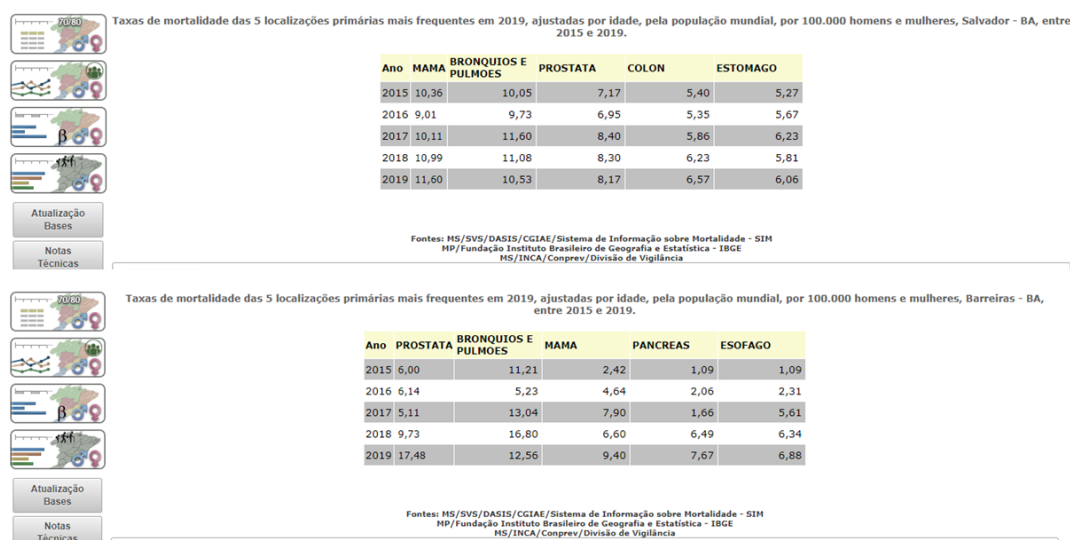 70/80
Taxas de mortalidade das 5 localizações primárias mais frequentes em 2019, ajustadas por idade, pela população mundial, por 100.000 homens e mulheres, Salvador - BA, entre
2015 e 2019.
Ano MAMA BRONQUIOS E PULMOES PROSTATA COLON ESTOMAGO
2015 10,36 10,05 7,17 5,40 5,27
2016 9,01 9,73 6,95 5,35 5,67
2017 10,11 11,60 8,40 5,86 6,23
2018 10,99 11,08 8,30 6,23 5,81
2019 11,60 10,53 8,17 6,57 6,06
β
Atualização
Bases
Notas
Técnicas
Fontes: MS/SVS/DASIS/CGIAE/Sistema de Informação sobre Mortalidade - SIM
MP/Fundação Instituto Brasileiro de Geografia e Estatística - IBGE
MS/INCA/Conprev/Divisão de Vigilância
70/80
Taxas de mortalidade das 5 localizações primárias mais frequentes em 2019, ajustadas por idade, pela população mundial, por 100.000 homens e mulheres, Barreiras - BA,
entre 2015 e 2019.
Ano PROSTATA BRONQUIOS E PULMOES MAMA PANCREAS ESOFAGO
2015 6,00 11,21 2,42 1,09 1,09
2016 6,14 5,23 4,64 2,06 2,31
2017 5,11 13,04 7,90 1,66 5,61
2018 9,73 16,80 6,60 6,49 6,34
2019 17,48 12,56 9,40 7,67 6,88
β
Atualização
Bases
Notas
Técnicas
Fontes: MS/SVS/DASIS/CGIAE/Sistema de Informação sobre Mortalidade - SIM
MP/Fundação Instituto Brasileiro de Geografia e Estatística - IBGE
MS/INCA/Conprev/Divisão de Vigilância